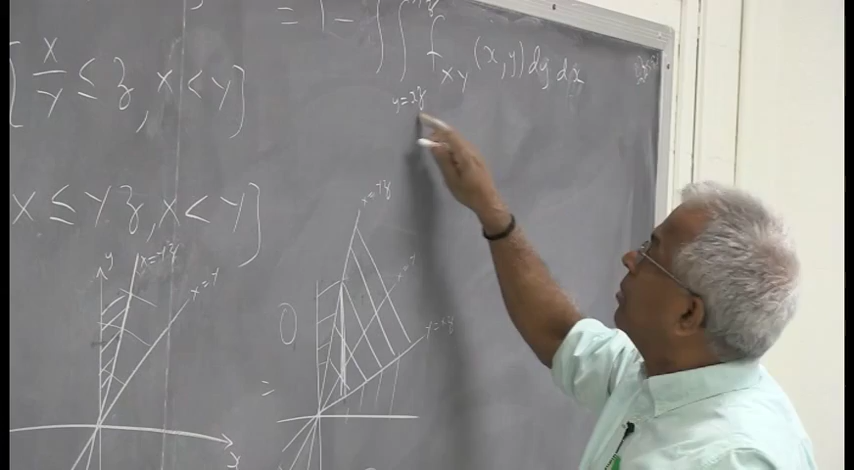 = 1 - ∫∫ f_XY (x, y) dy dx
y = xz
[X/Y ≤ z, X < Y]
X ≤ Yz, X < Y]
y
x = yz
x = y
x = yz
x = y
y = xz
0
=
x